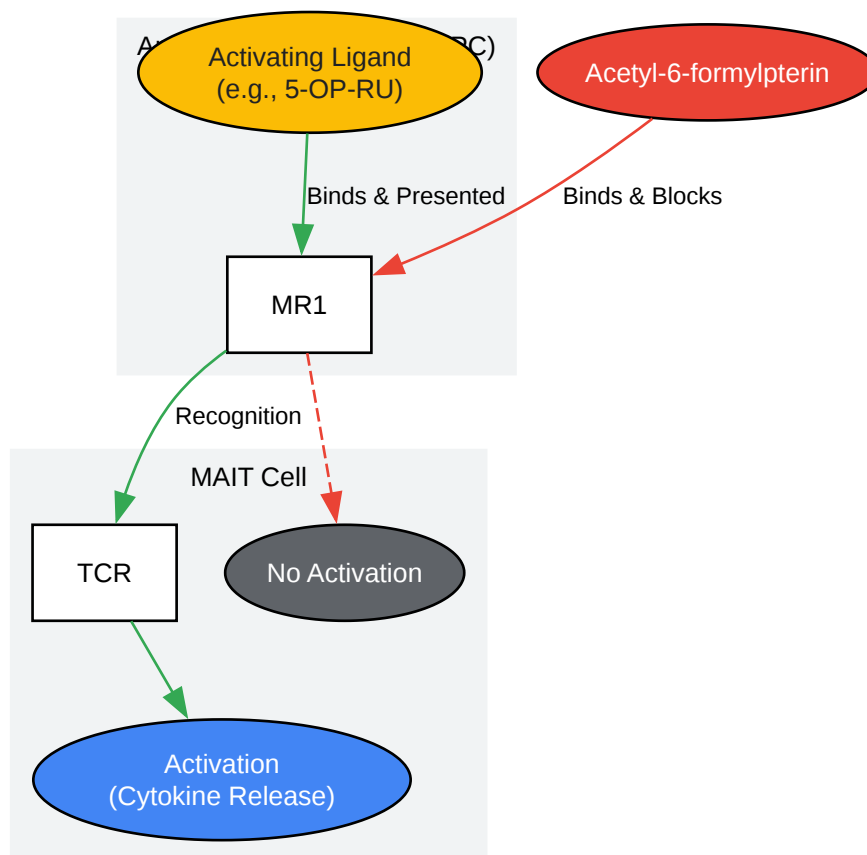 PC)
Activating Ligand
(e.g., 5-OP-RU)
Acetyl-6-formylpterin
Binds & Presented
Binds & Blocks
MR1
Recognition
MAIT Cell
TCR
No Activation
Activation
(Cytokine Release)